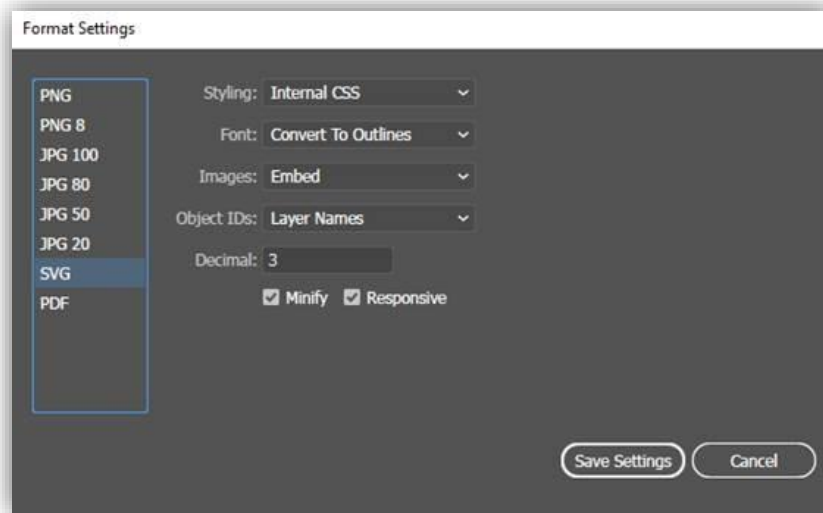 Format Settings
PNG
PNG 8
JPG 100
JPG 80
JPG 50
JPG 20
SVG
PDF
Styling: Internal CSS
Font: Convert To Outlines
Images: Embed
Object IDs: Layer Names
Decimal: 3
Minify Responsive
Save Settings Cancel